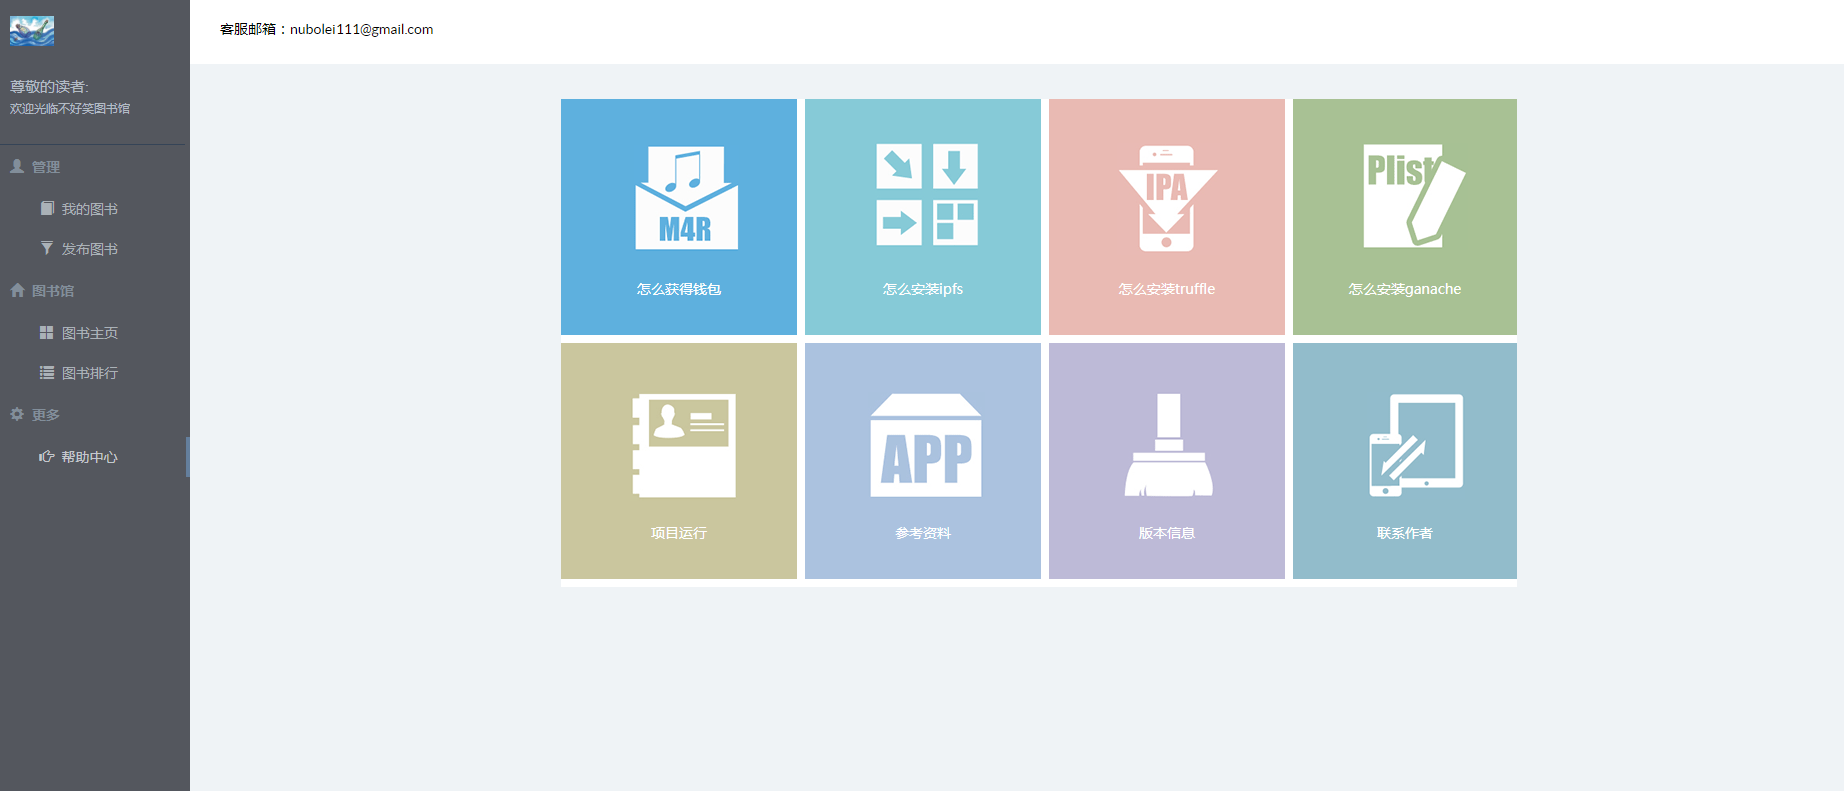 客服邮箱：nubolei111@gmail.com
尊敬的读者:
欢迎光临不好笑图书馆
管理
我的图书
发布图书
图书馆
图书主页
图书排行
更多
帮助中心
M4R
怎么获得钱包
怎么安装ipfs
IPA
怎么安装truffle
Plist
怎么安装ganache
项目运行
APP
参考资料
版本信息
联系作者